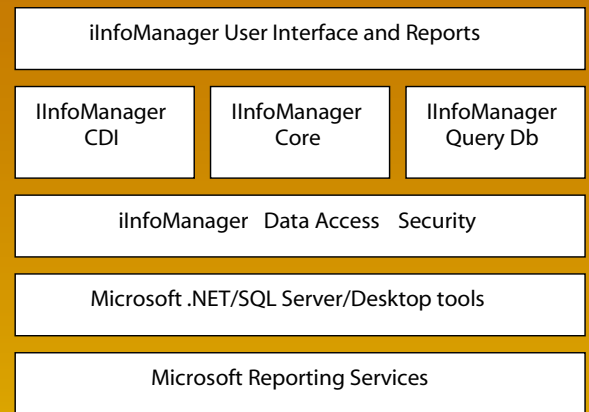 iInfoManager User Interface and Reports
IInfoManager
CDI
IInfoManager
Core
IInfoManager
Query Db
iInfoManager Data Access Security
Microsoft .NET/SQL Server/Desktop tools
Microsoft Reporting Services